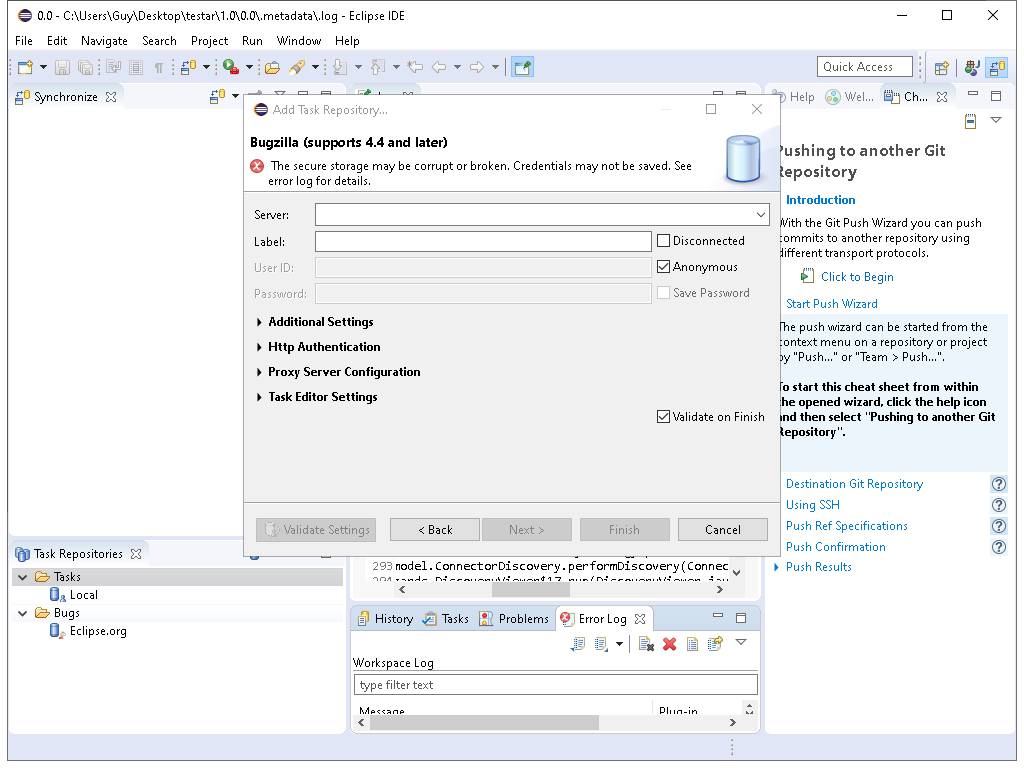 0.0 - C:\Users\Guy\Desktop\testar\1.0\0.0\.metadata\.log - Eclipse IDE
File Edit Navigate Search Project Run Window Help
Quick Access
Synchronize
Help Wel... Ch...
Add Task Repository...
Bugzilla (supports 4.4 and later)
The secure storage may be corrupt or broken. Credentials may not be saved. See
error log for details.
Server:
Label:
Disconnected
User ID:
Anonymous
Password:
Save Password
Additional Settings
Http Authentication
Proxy Server Configuration
Task Editor Settings
Validate on Finish
Validate Settings
< Back
Next >
Finish
Cancel
Pushing to another Git
Repository
Introduction
With the Git Push Wizard you can push
commits to another repository using
different transport protocols.
Click to Begin
Start Push Wizard
The push wizard can be started from the
context menu on a repository or project
by "Push..." or "Team > Push...".
To start this cheat sheet from within
the opened wizard, click the help icon
and then select "Pushing to another Git
Repository".
Destination Git Repository
Using SSH
Push Ref Specifications
Push Confirmation
Push Results
Task Repositories
Tasks
Local
Bugs
Eclipse.org
293 model.ConnectorDiscovery.performDiscovery(Connec
History Tasks Problems Error Log
Workspace Log
type filter text
Message Plug-in